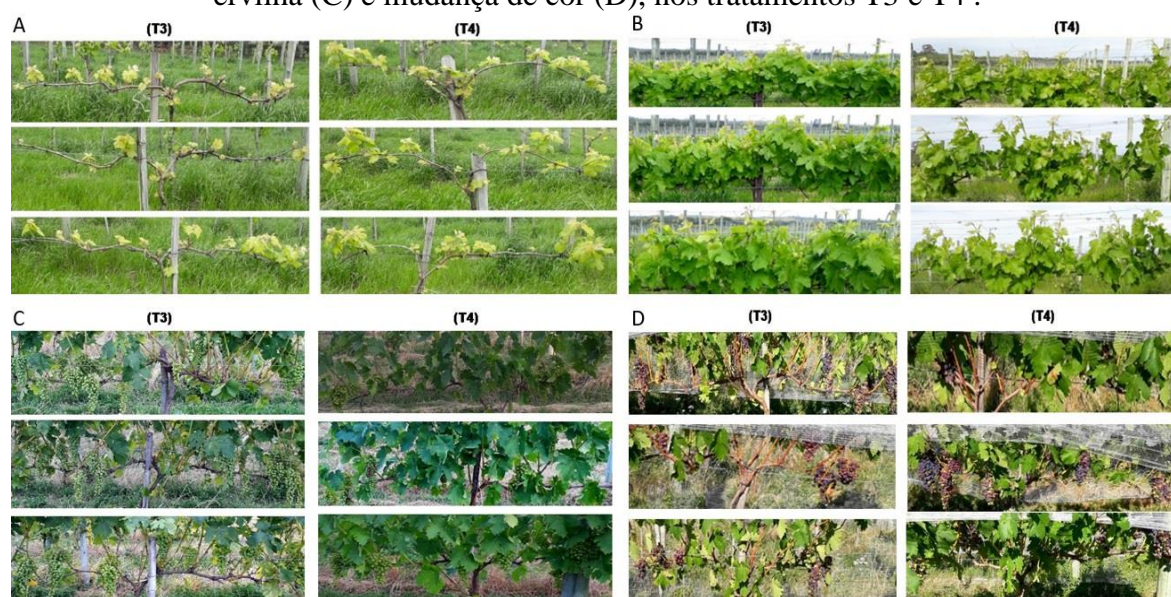 ervilha (C) e mudança de cor (D), nos tratamentos T3 e T4 .
A
(T3)
(T4)
B
(T3)
(T4)
C
(T3)
(T4)
D
(T3)
(T4)